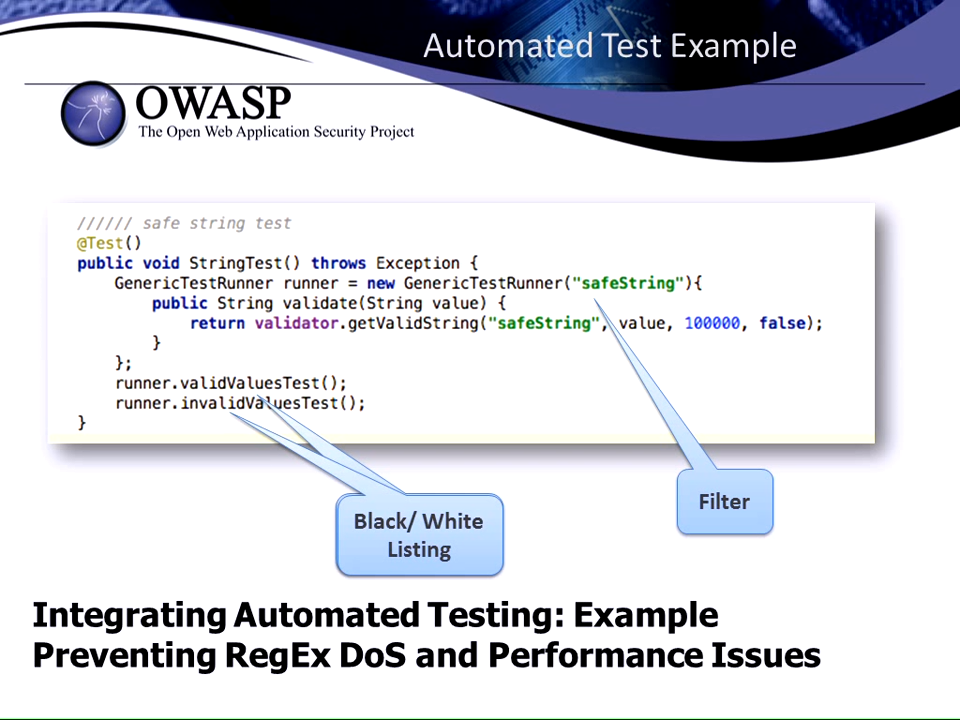 Automated Test Example
OWASP
The Open Web Application Security Project
////// safe string test
@Test()
public void StringTest() throws Exception {
GenericTestRunner runner = new GenericTestRunner("safeString"){
public String validate(String value) {
return validator.getValidString("safeString", value, 100000, false);
}
};
runner.validValuesTest();
runner.invalidValuesTest();
}
Black/ White
Listing
Filter
Integrating Automated Testing: Example
Preventing RegEx DoS and Performance Issues